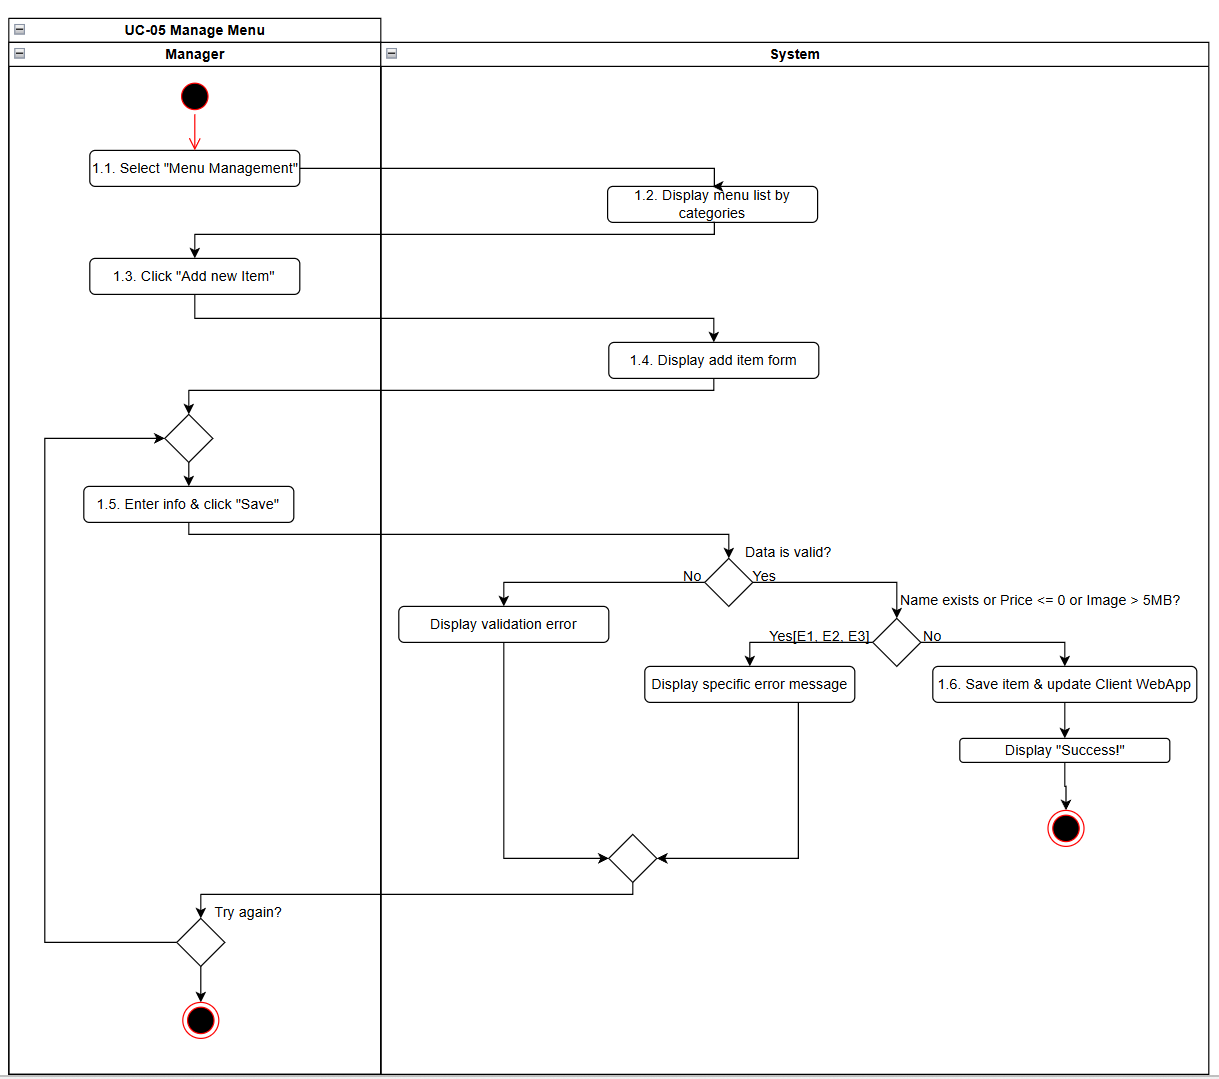 UC-05 Manage Menu
Manager
System
1.1. Select "Menu Management"
1.2. Display menu list by
categories
1.3. Click "Add new Item"
1.4. Display add item form
1.5. Enter info & click "Save"
Data is valid?
No
Yes
Name exists or Price <= 0 or Image > 5MB?
Yes[E1, E2, E3]
No
Display validation error
Display specific error message
1.6. Save item & update Client WebApp
Display "Success!"
Try again?